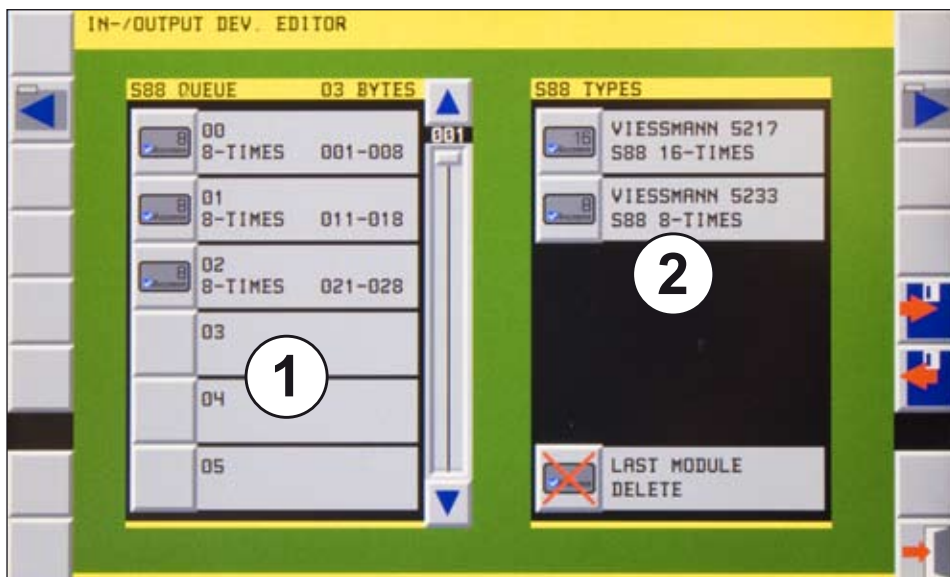 IN-/OUTPUT DEV. EDITOR
S88 QUEUE 03 BYTES
001
8 00
8-TIMES 001-008
8 01
8-TIMES 011-018
8 02
8-TIMES 021-028
03
04
05
1
S88 TYPES
16 VIESSMANN 5217
S88 16-TIMES
8 VIESSMANN 5233
S88 8-TIMES
2
LAST MODULE
DELETE